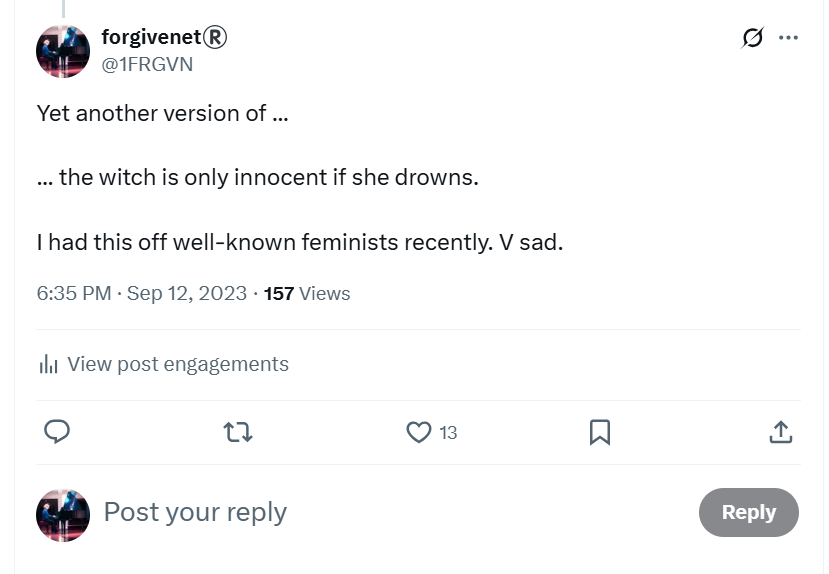 forgivenet®
@1FRGVN
Yet another version of ...
... the witch is only innocent if she drowns.
I had this off well-known feminists recently. V sad.
6:35 PM · Sep 12, 2023 · 157 Views
View post engagements
13
Post your reply
Reply